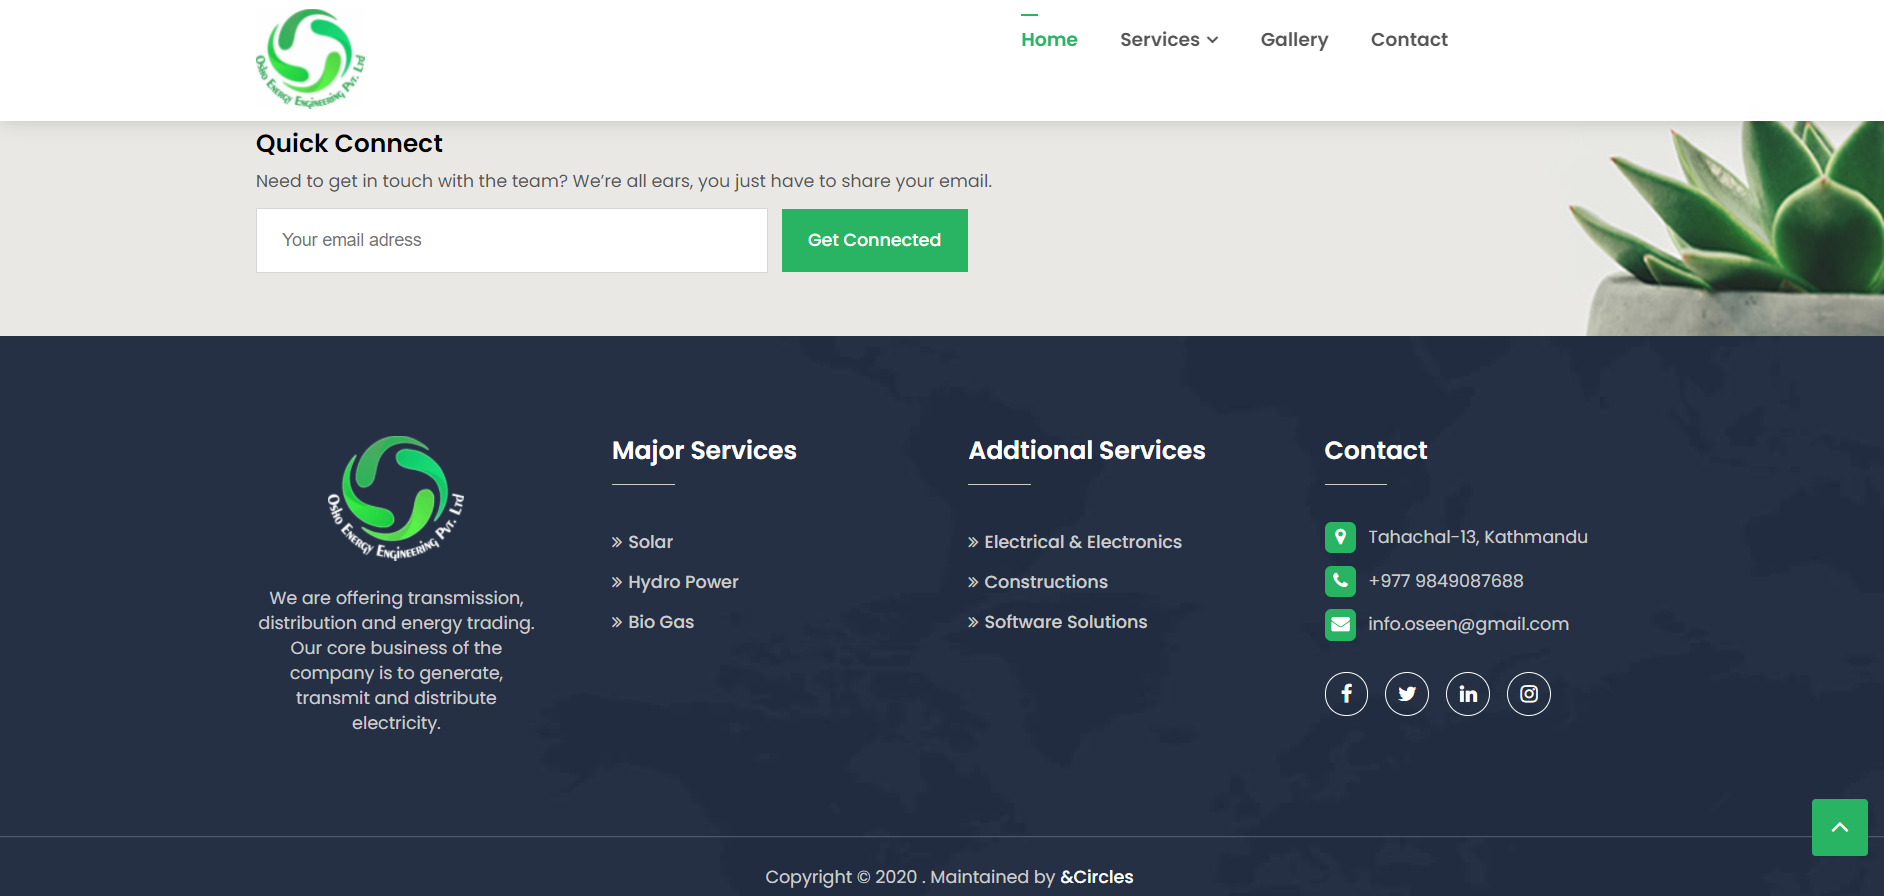 Osho Energy Engineering Pvt. Ltd
Home
Services
Gallery
Contact
Quick Connect
Need to get in touch with the team? We’re all ears, you just have to share your email.
Your email adress
Get Connected
Osho Energy Engineering Pvt. Ltd
We are offering transmission,
distribution and energy trading.
Our core business of the
company is to generate,
transmit and distribute
electricity.
Major Services
» Solar
» Hydro Power
» Bio Gas
Addtional Services
» Electrical & Electronics
» Constructions
» Software Solutions
Contact
Tahachal-13, Kathmandu
+977 9849087688
info.oseen@gmail.com
Copyright © 2020 . Maintained by &Circles